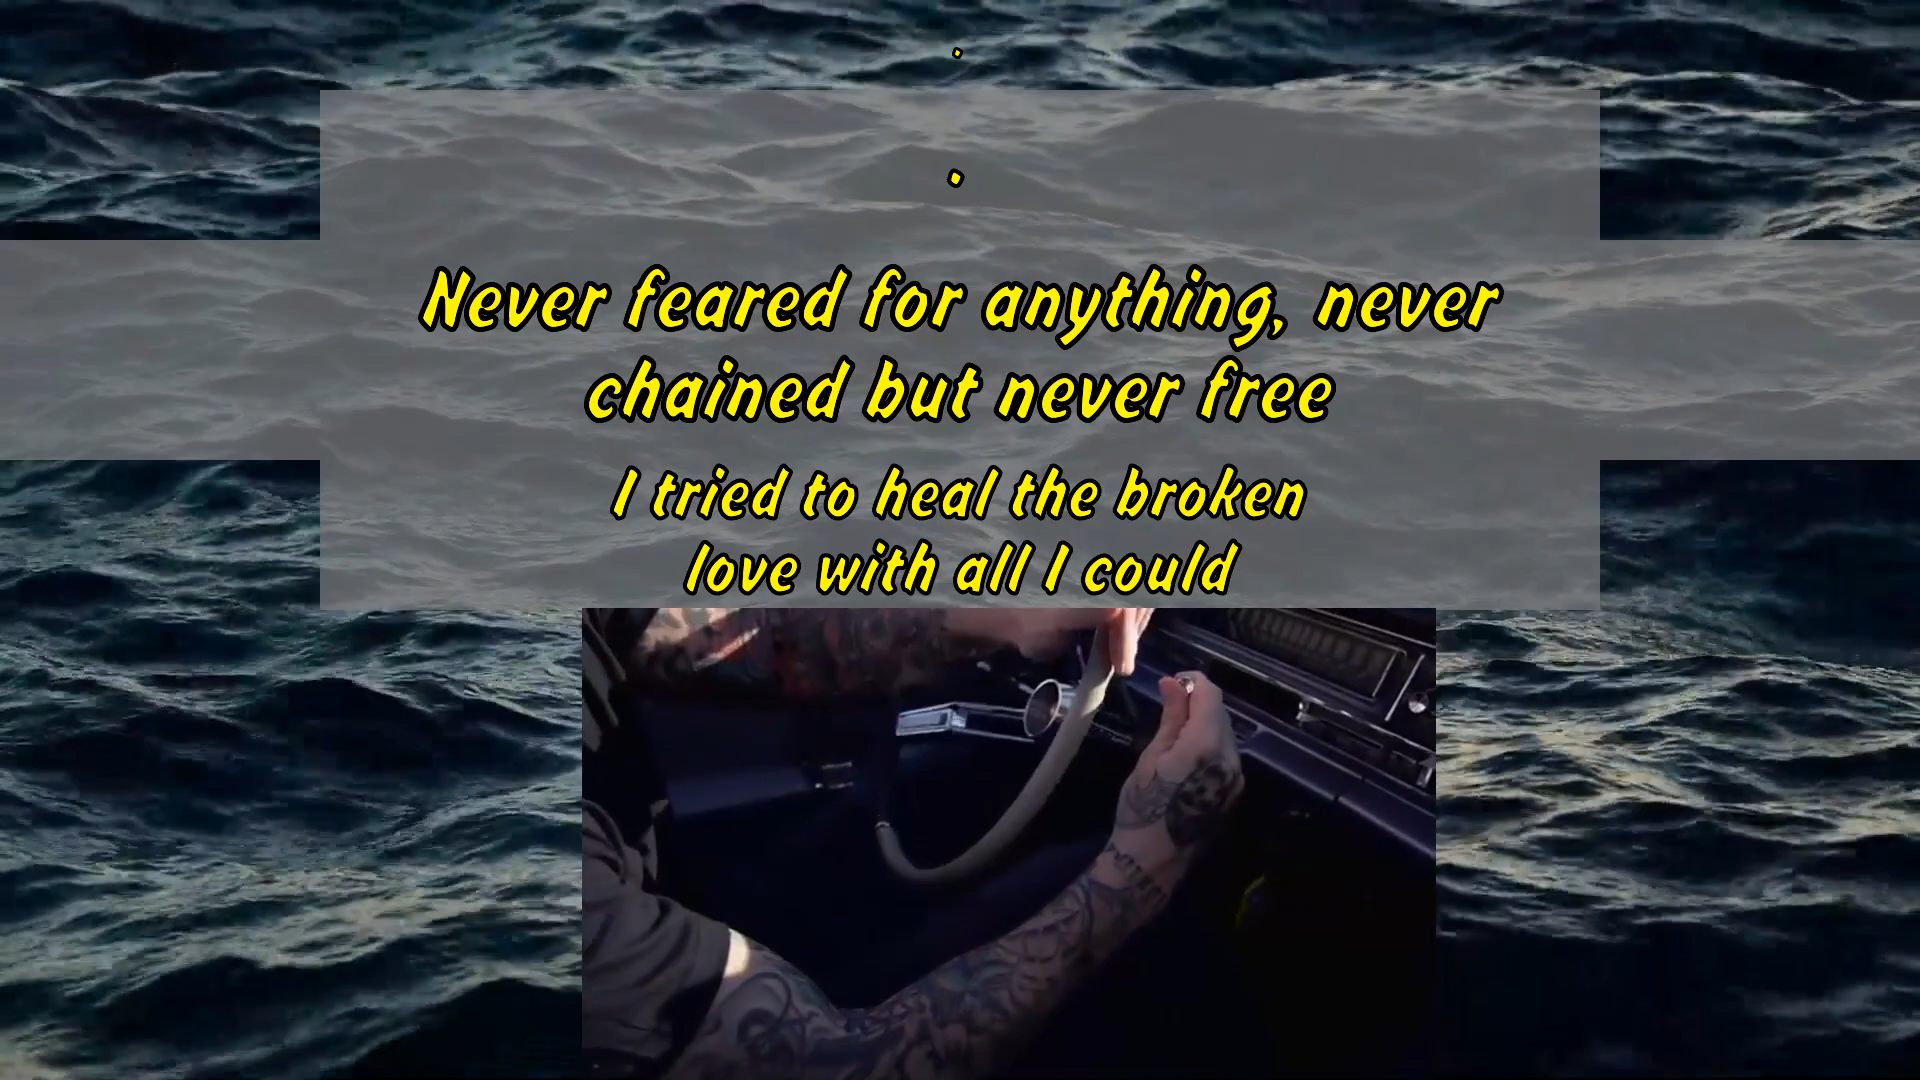 .
.
Never feared for anything, never
chained but never free
I tried to heal the broken
love with all I could